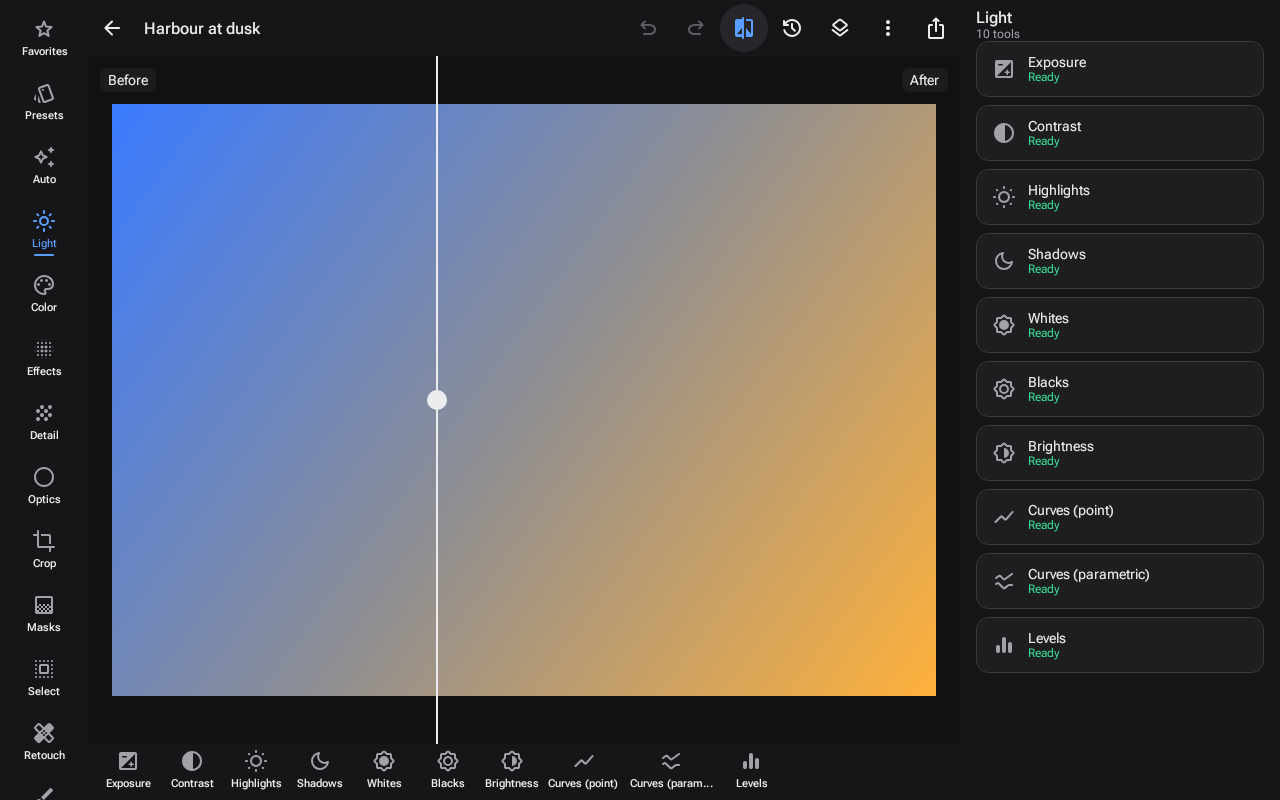 Favorites
Presets
Auto
Light
Color
Effects
Detail
Optics
Crop
Masks
Select
Retouch
Harbour at dusk
Before
After
Exposure
Contrast
Highlights
Shadows
Whites
Blacks
Brightness
Curves (point)
Curves (param...
Levels
Light
10 tools
Exposure
Ready
Contrast
Ready
Highlights
Ready
Shadows
Ready
Whites
Ready
Blacks
Ready
Brightness
Ready
Curves (point)
Ready
Curves (parametric)
Ready
Levels
Ready